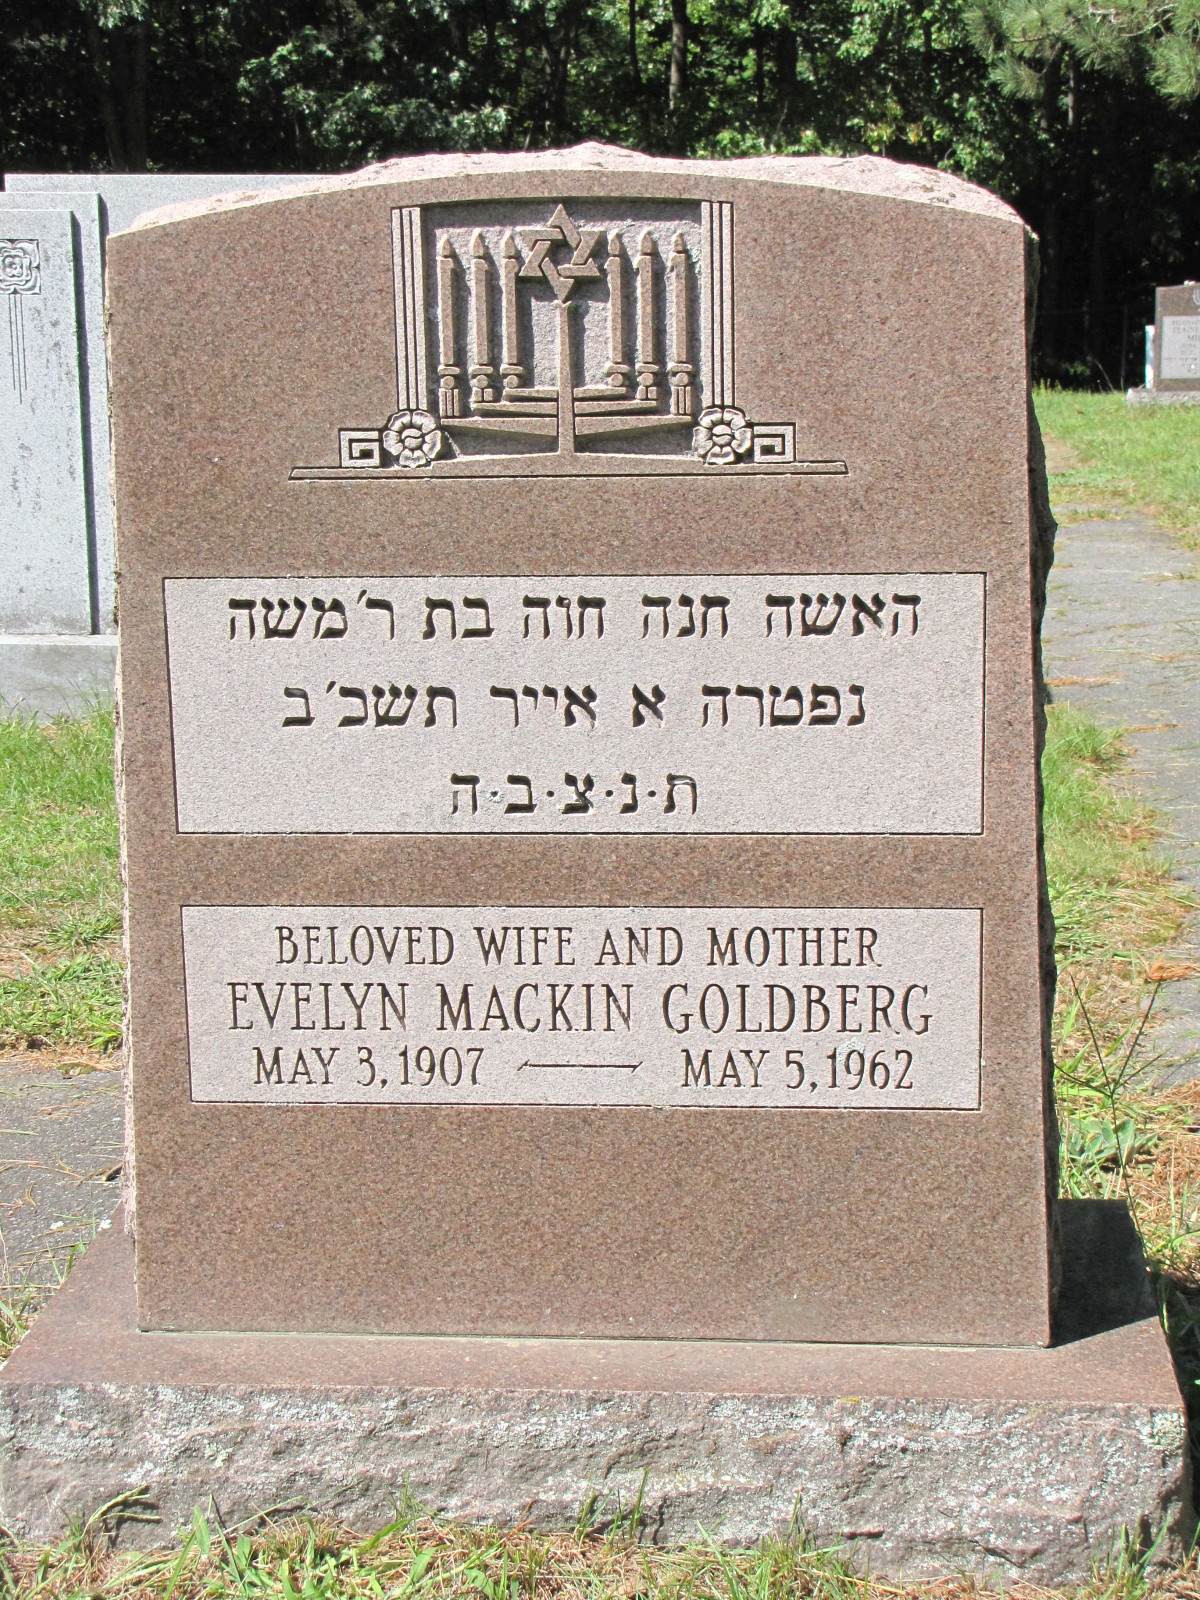 האשה חנה חוה בת ר׳משה
נפטרה א אייר תשכ׳ב
ת·נ·צ·ב·ה
BELOVED WIFE AND MOTHER
EVELYN MACKIN GOLDBERG
MAY 3, 1907 — MAY 5, 1962